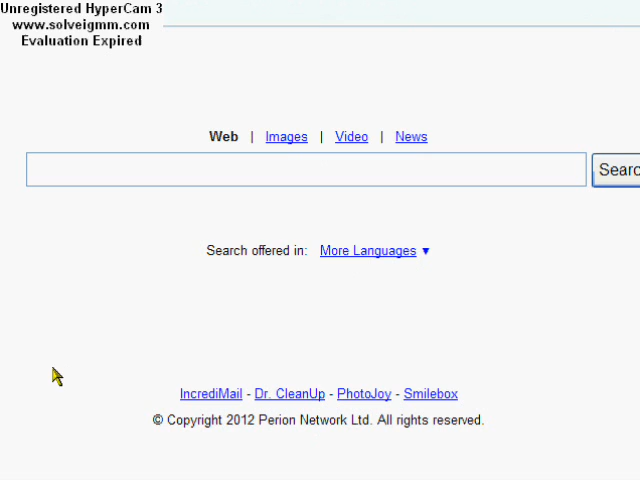 Unregistered HyperCam 3
www.solveigmm.com
Evaluation Expired
Web | Images | Video | News
Searc
Search offered in: More Languages ▼
IncrediMail - Dr. CleanUp - PhotoJoy - Smilebox
© Copyright 2012 Perion Network Ltd. All rights reserved.